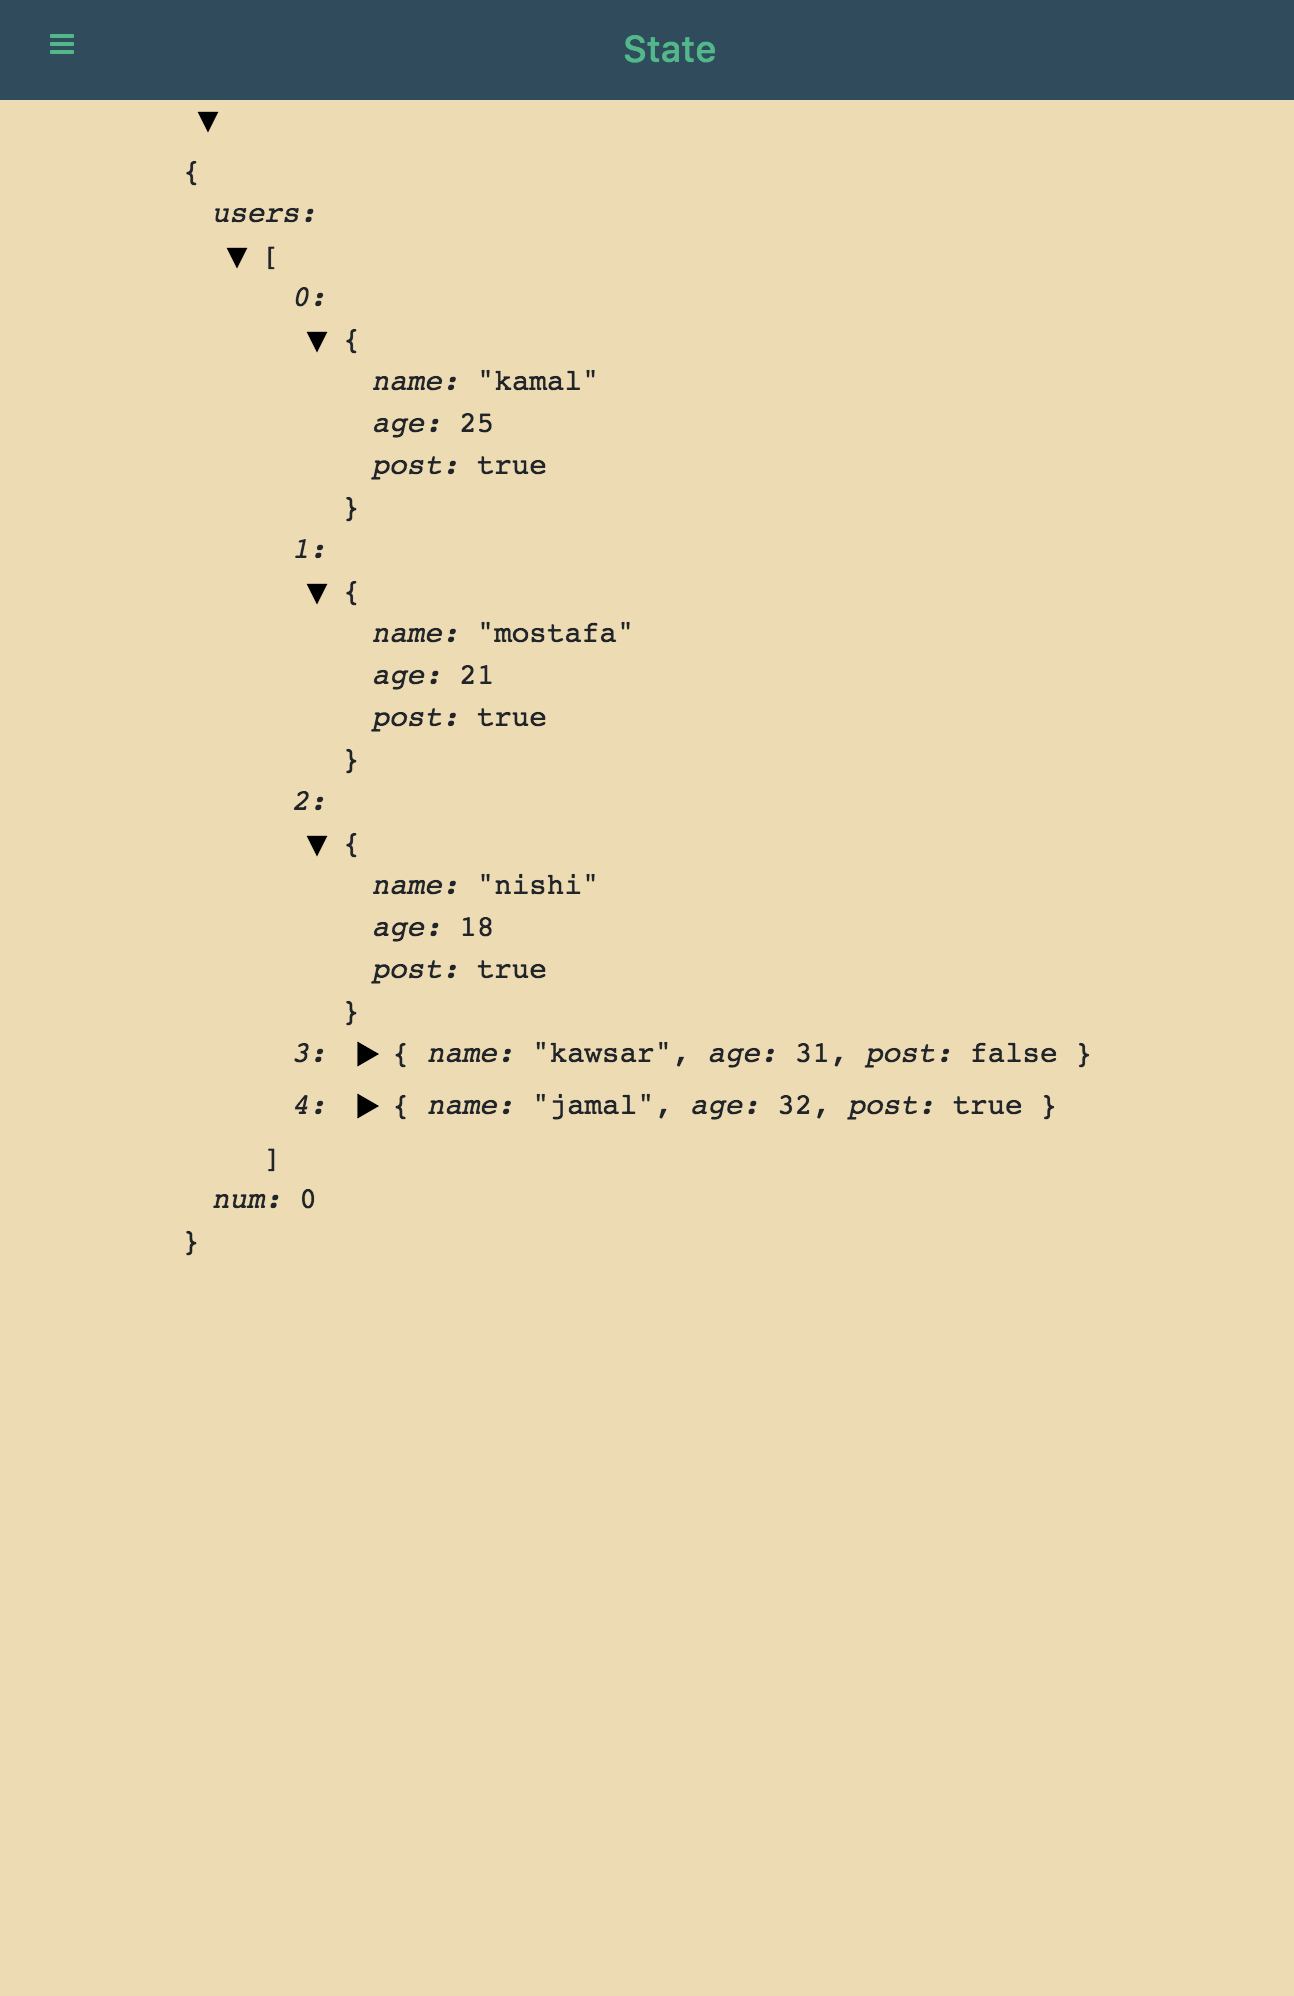 State
{
users:
[
0:
{
name: "kamal"
age: 25
post: true
}
1:
{
name: "mostafa"
age: 21
post: true
}
2:
{
name: "nishi"
age: 18
post: true
}
3: { name: "kawsar", age: 31, post: false }
4: { name: "jamal", age: 32, post: true }
]
num: 0
}